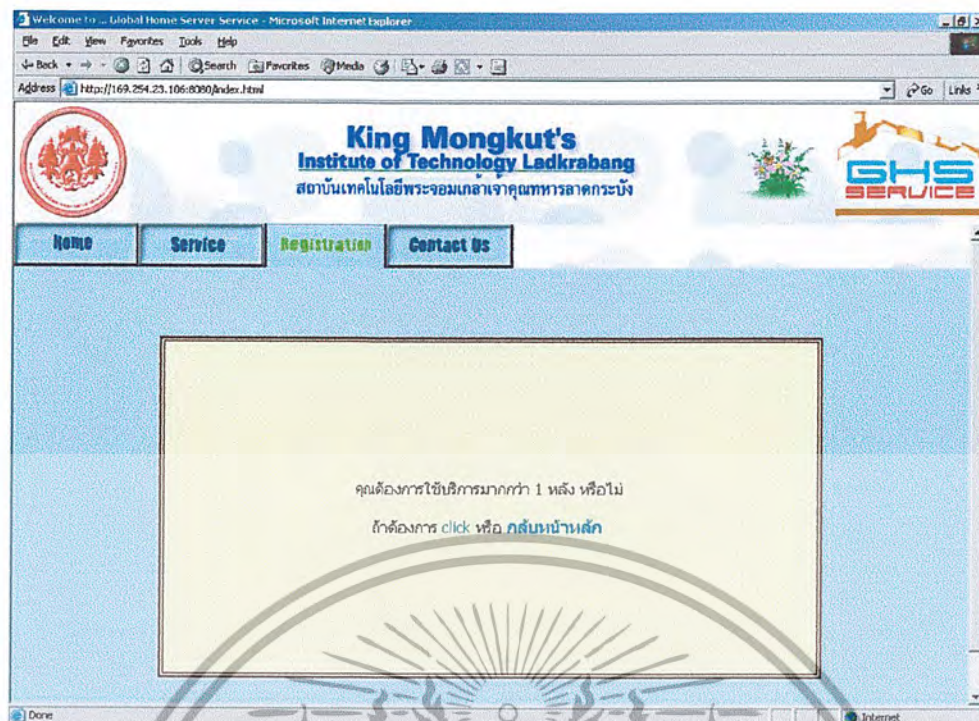 Welcome to ... Global Home Server Service - Microsoft Internet Explorer
File Edit View Favorites Tools Help
Back Search Favorites Media
Address http://169.254.23.106:8080/index.html Go Links
King Mongkut's
Institute of Technology Ladkrabang
สถาบันเทคโนโลยีพระจอมเกล้าเจ้าคุณทหารลาดกระบัง
GHS
SERVICE
Home Service Registration Contact Us
คุณต้องการใช้บริการมากกว่า 1 หลัง หรือไม่
ถ้าต้องการ click หรือ กลับหน้าหลัก
Done Internet